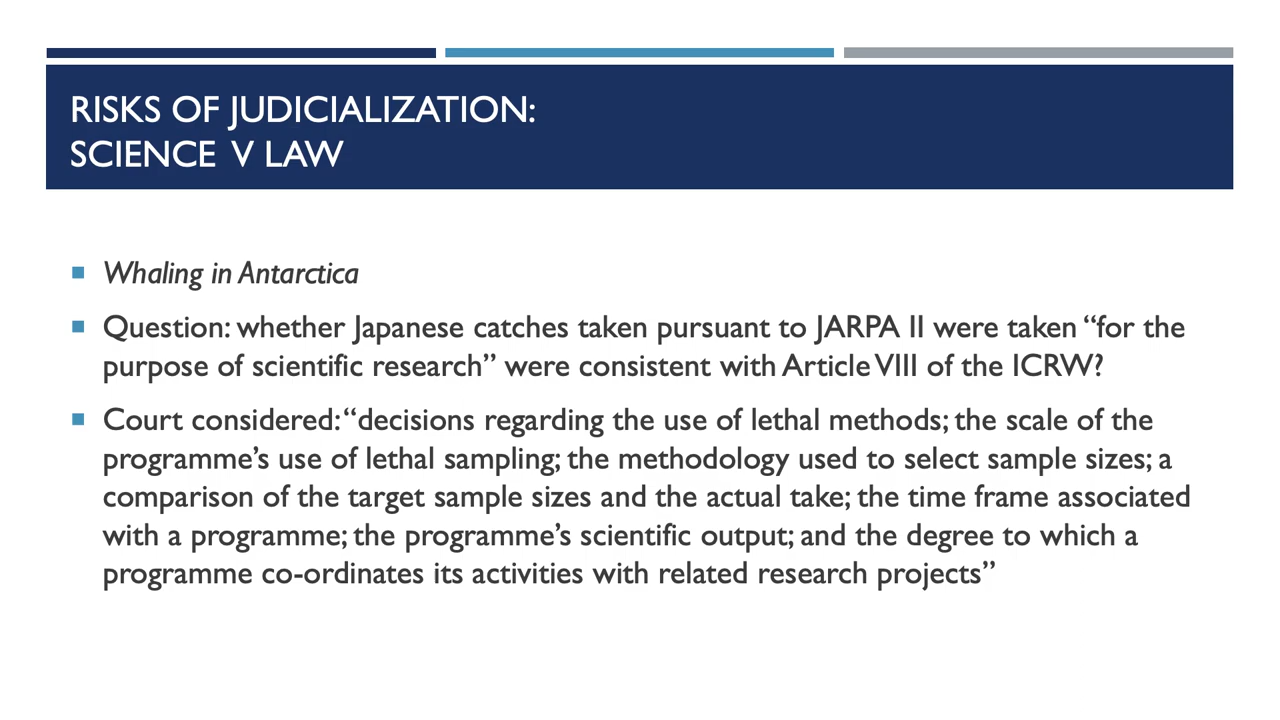 RISKS OF JUDICIALIZATION:
SCIENCE V LAW
Whaling in Antarctica
Question: whether Japanese catches taken pursuant to JARPA II were taken “for the
purpose of scientific research” were consistent with Article VIII of the ICRW?
Court considered: “decisions regarding the use of lethal methods; the scale of the
programme’s use of lethal sampling; the methodology used to select sample sizes; a
comparison of the target sample sizes and the actual take; the time frame associated
with a programme; the programme’s scientific output; and the degree to which a
programme co-ordinates its activities with related research projects”